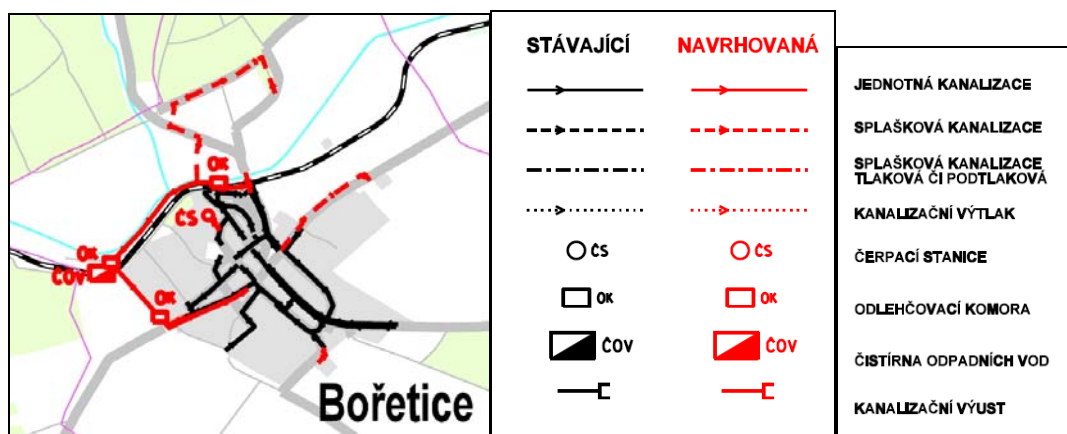 OK
ČS
OK
ČOV
OK
Bořetice
STÁVAJÍCÍ
NAVRHOVANÁ
ČS
ČS
OK
OK
ČOV
ČOV
JEDNOTNÁ KANALIZACE
SPLAŠKOVÁ KANALIZACE
SPLAŠKOVÁ KANALIZACE
TLAKOVÁ ČI PODTLAKOVÁ
KANALIZAČNÍ VÝTLAK
ČERPACÍ STANICE
ODLEHČOVACÍ KOMORA
ČISTÍRNA ODPADNÍCH VOD
KANALIZAČNÍ VÝUST